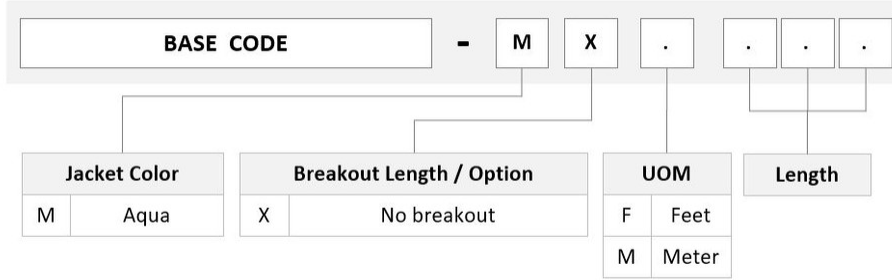 BASE CODE - M X . . . .
Jacket Color Breakout Length / Option UOM Length
M Aqua X No breakout F Feet
M Meter